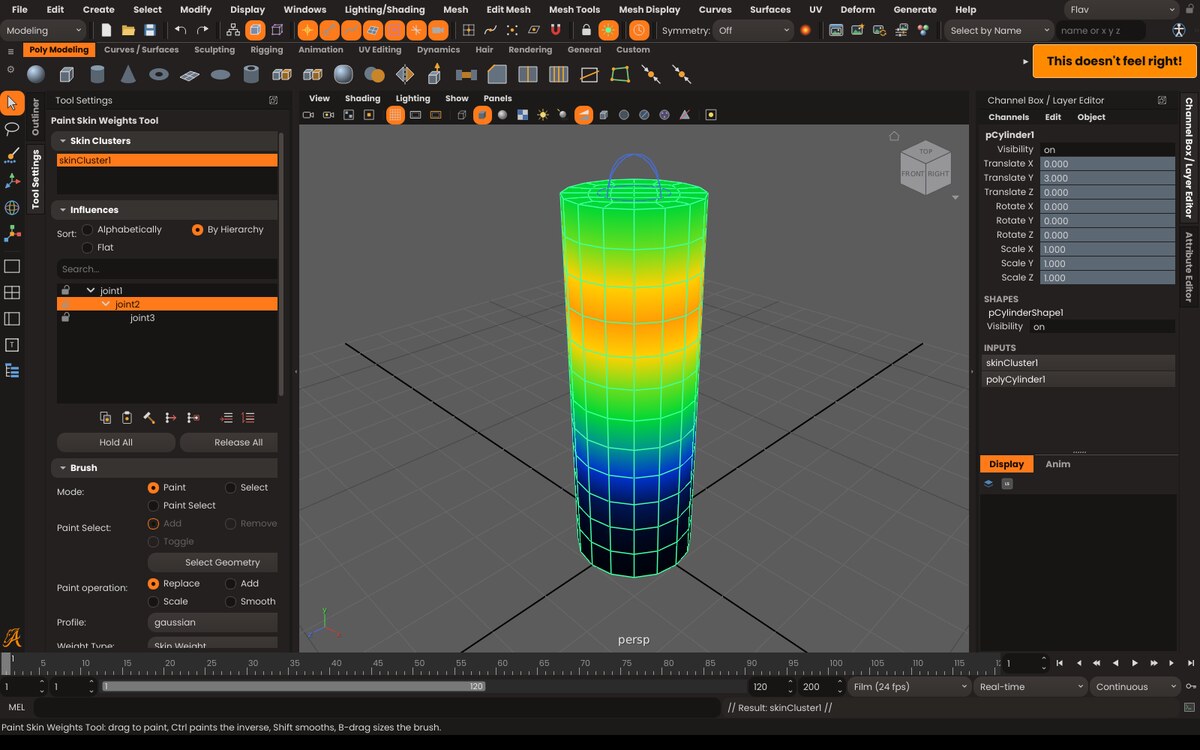 File Edit Create Select Modify Display Windows Lighting/Shading Mesh Edit Mesh Mesh Tools Mesh Display Curves Surfaces UV Deform Generate Help Flav
Modeling Symmetry: Off Select by Name name or x y z
Poly Modeling Curves / Surfaces Sculpting Rigging Animation UV Editing Dynamics Hair Rendering General Custom
This doesn't feel right!
Outliner
Tool Settings
Tool Settings
Paint Skin Weights Tool
Skin Clusters
skinCluster1
Influences
Sort: Alphabetically By Hierarchy
Flat
Search...
joint1
joint2
joint3
Hold All Release All
Brush
Mode: Paint Select
Paint Select
Paint Select: Add Remove
Toggle
Select Geometry
Paint operation: Replace Add
Scale Smooth
Profile: gaussian
Weight Type: Skin Weight
View Shading Lighting Show Panels
TOP
FRONT RIGHT
y
persp
Channel Box / Layer Editor
Channels Edit Object
pCylinder1
Visibility on
Translate X 0.000
Translate Y 3.000
Translate Z 0.000
Rotate X 0.000
Rotate Y 0.000
Rotate Z 0.000
Scale X 1.000
Scale Y 1.000
Scale Z 1.000
SHAPES
pCylinderShape1
Visibility on
INPUTS
skinCluster1
polyCylinder1
Display Anim
Channel Box / Layer Editor
Attribute Editor
1 5 10 15 20 25 30 35 40 45 50 55 60 65 70 75 80 85 90 95 100 105 110 115 1
1 1 1 120 120 200 Film (24 fps) Real-time Continuous
MEL // Result: skinCluster1 //
Paint Skin Weights Tool: drag to paint, Ctrl paints the inverse, Shift smooths, B-drag sizes the brush.